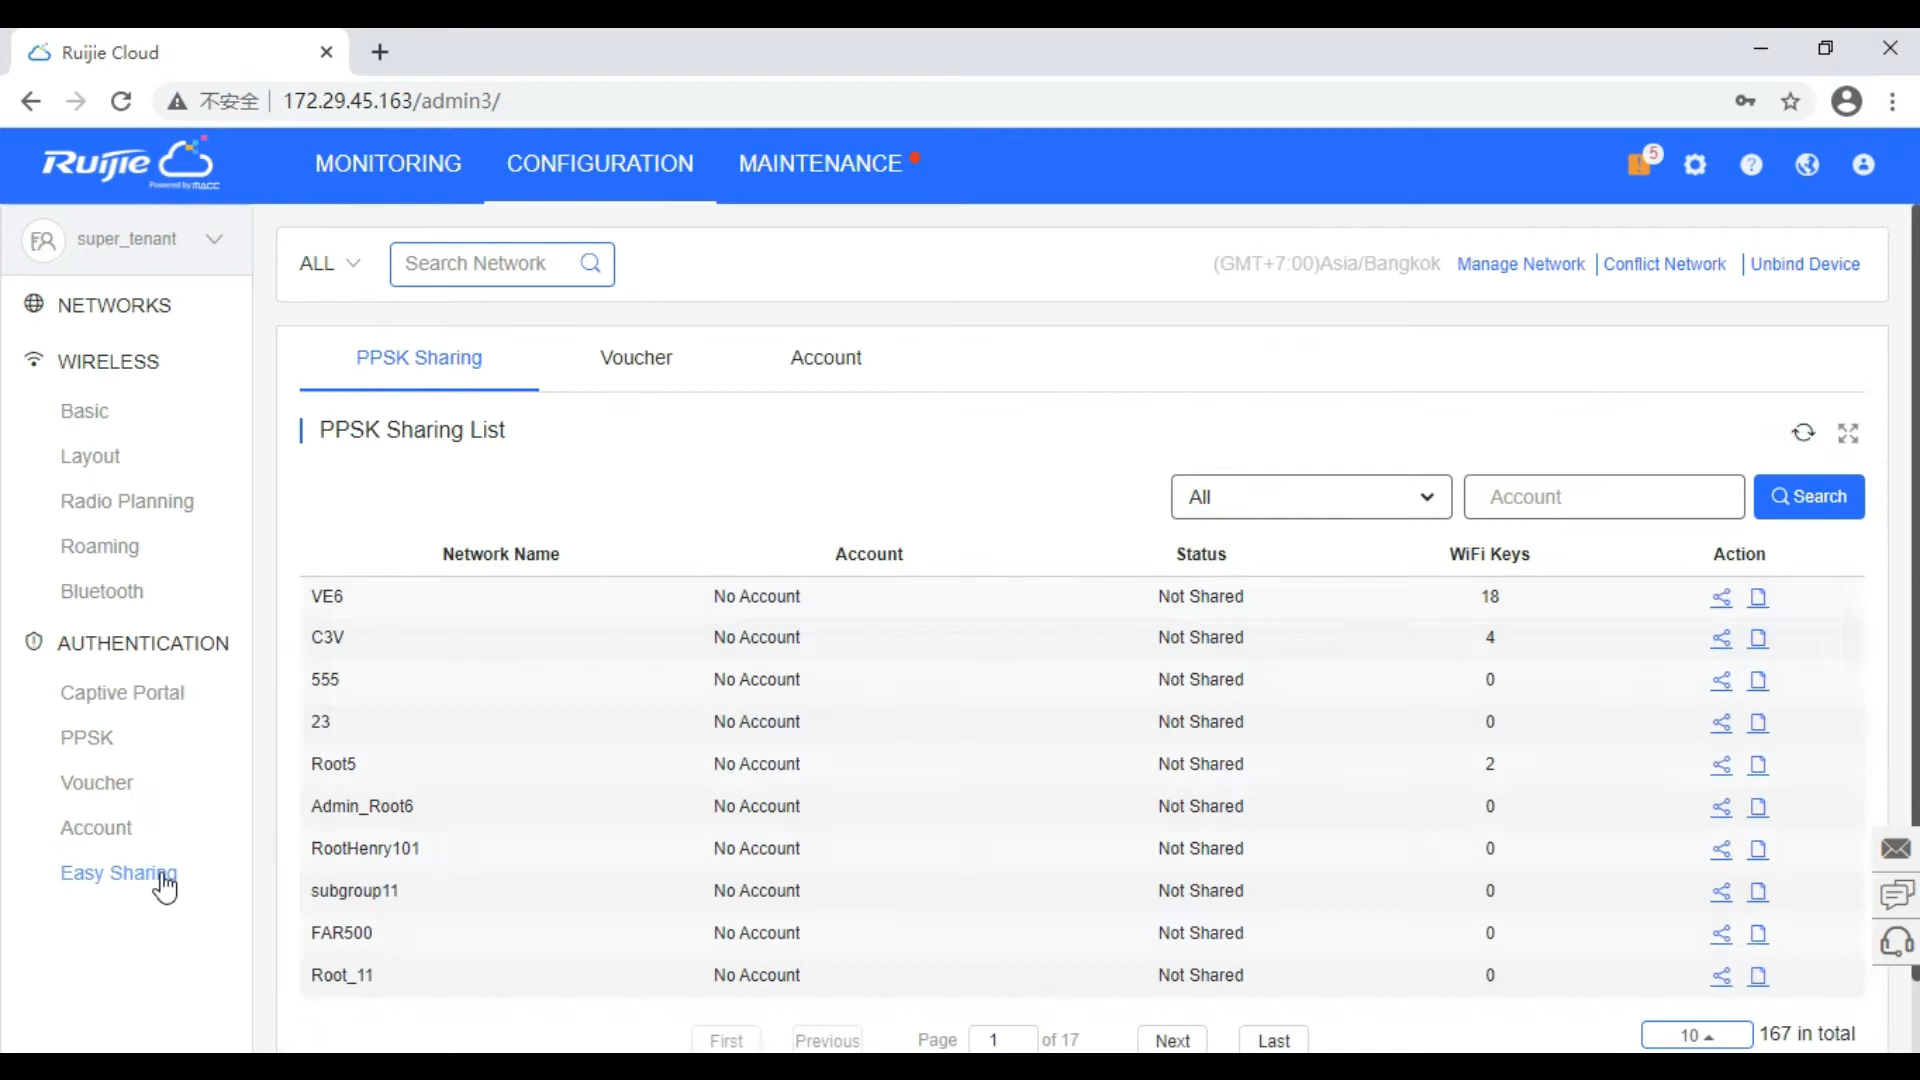 Ruijie Cloud
不安全 172.29.45.163/admin3/
Ruijie
Powered by MACC
MONITORING CONFIGURATION MAINTENANCE 5
super_tenant
NETWORKS
WIRELESS
Basic
Layout
Radio Planning
Roaming
Bluetooth
AUTHENTICATION
Captive Portal
PPSK
Voucher
Account
Easy Sharing
ALL Search Network (GMT+7:00)Asia/Bangkok Manage Network Conflict Network Unbind Device
PPSK Sharing Voucher Account
PPSK Sharing List
All Account Search
Network Name Account Status WiFi Keys Action
VE6 No Account Not Shared 18
C3V No Account Not Shared 4
555 No Account Not Shared 0
23 No Account Not Shared 0
Root5 No Account Not Shared 2
Admin_Root6 No Account Not Shared 0
RootHenry101 No Account Not Shared 0
subgroup11 No Account Not Shared 0
FAR500 No Account Not Shared 0
Root_11 No Account Not Shared 0
First Previous Page 1 of 17 Next Last 10 167 in total